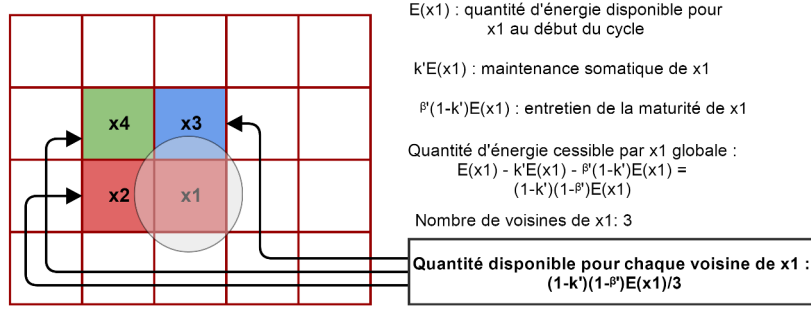 E(x1) : quantité d'énergie disponible pour
x1 au début du cycle
k'E(x1) : maintenance somatique de x1
β'(1-k')E(x1) : entretien de la maturité de x1
Quantité d'énergie cessible par x1 globale :
E(x1) - k'E(x1) - β'(1-k')E(x1) =
(1-k')(1-β')E(x1)
Nombre de voisines de x1: 3
Quantité disponible pour chaque voisine de x1 :
(1-k')(1-β')E(x1)/3
x4 x3
x2 x1